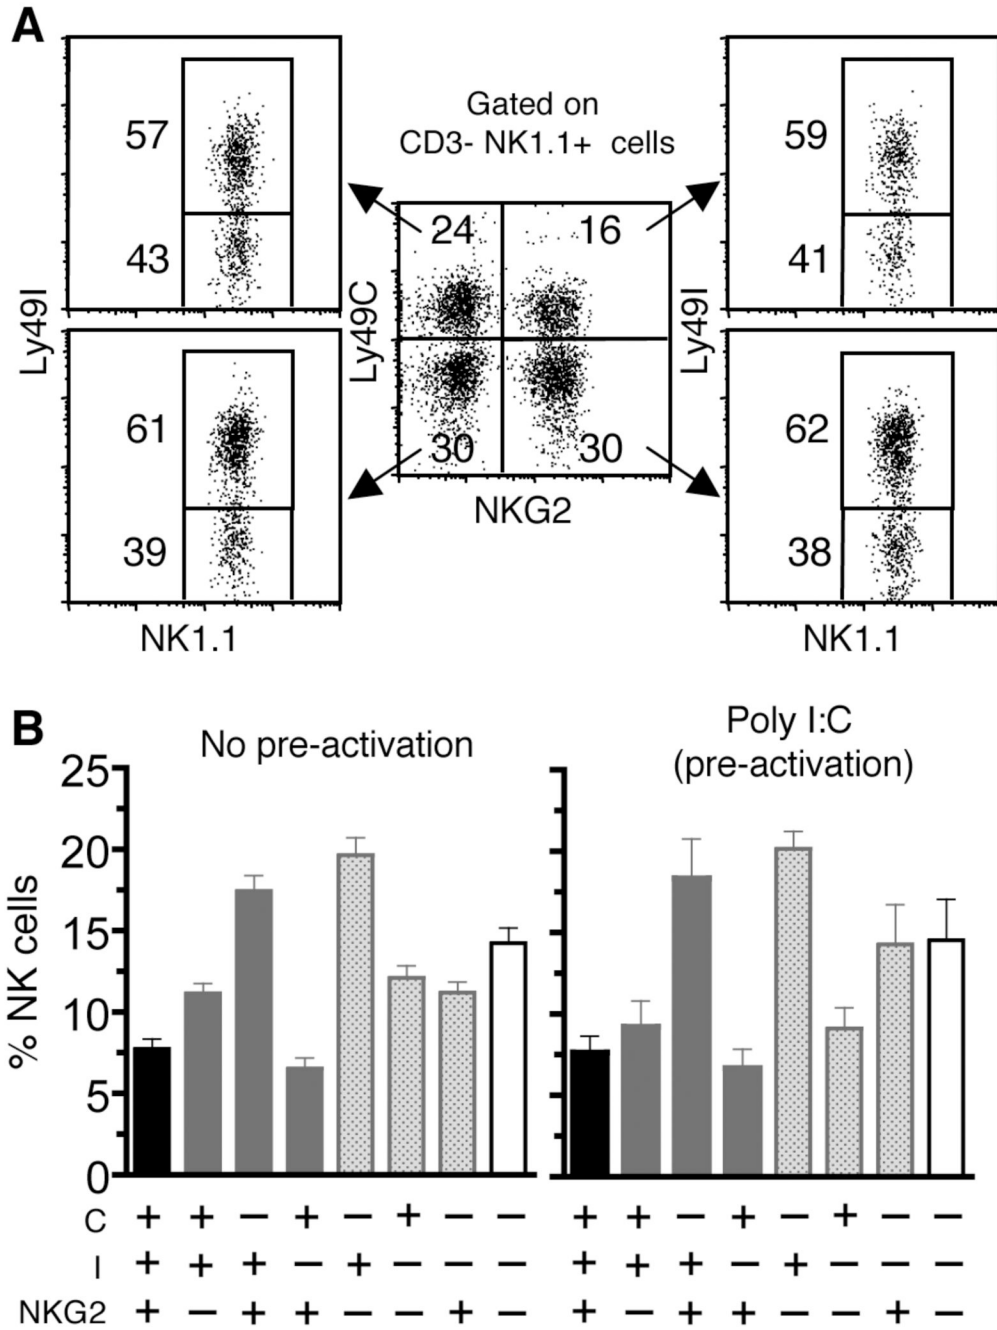 A
Gated on
CD3- NK1.1+ cells
57
43
61
39
Ly49I
NK1.1
24
16
30
30
Ly49C
NKG2
59
41
62
38
Ly49I
NK1.1
B
No pre-activation
Poly I:C
(pre-activation)
% NK cells
25
20
15
10
5
0
C + + − + − + − − + + − + − + − −
I + + + − + − − − + + + − + − − −
NKG2 + − + + − − + − + − + + − − + −